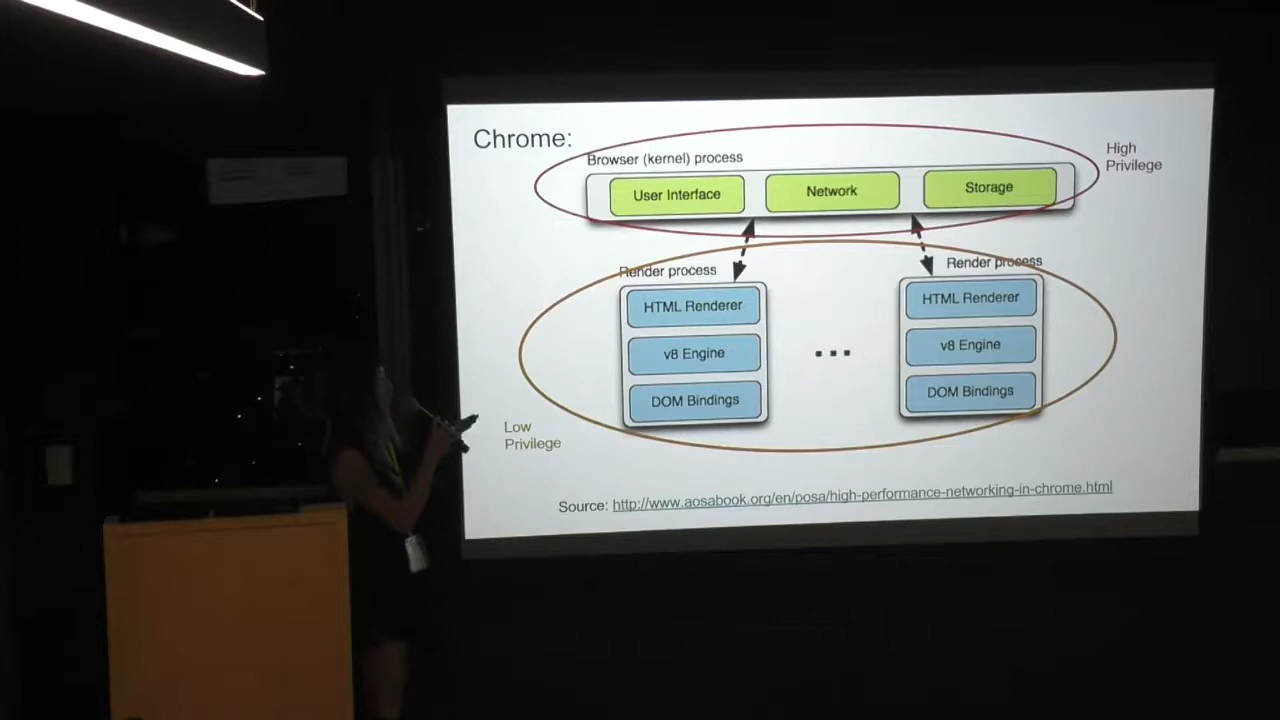 Chrome:
Browser (kernel) process
High
Privilege
User Interface
Network
Storage
Render process
Render process
HTML Renderer
HTML Renderer
v8 Engine
v8 Engine
DOM Bindings
DOM Bindings
Low
Privilege
Source: http://www.aosabook.org/en/posa/high-performance-networking-in-chrome.html